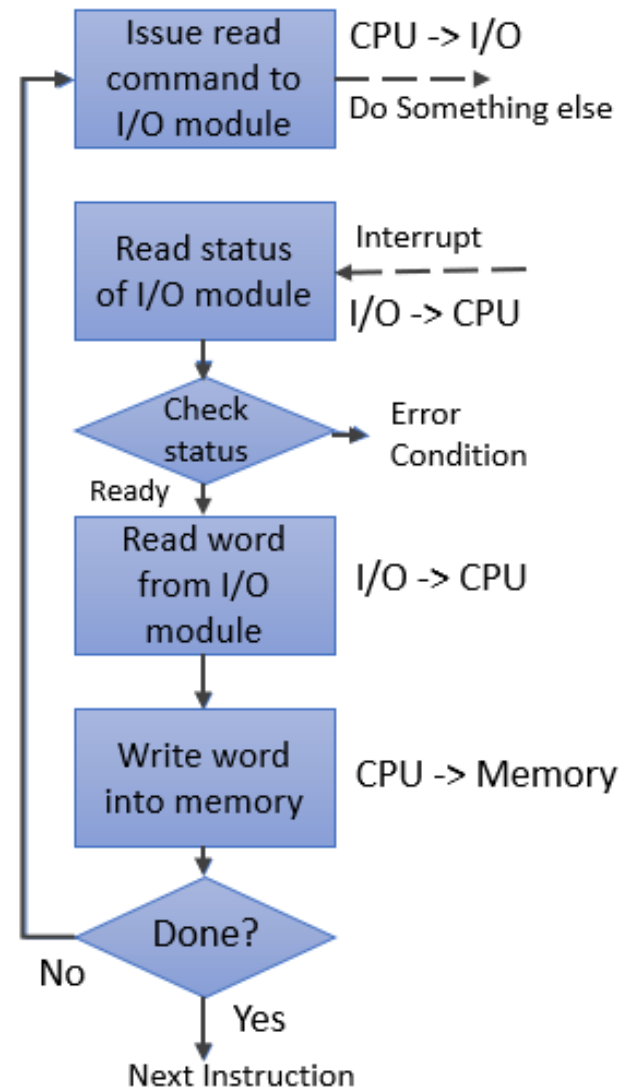 Issue read
command to
I/O module
CPU -> I/O
Do Something else
Read status
of I/O module
Interrupt
I/O -> CPU
Check
status
Error
Condition
Ready
Read word
from I/O
module
I/O -> CPU
Write word
into memory
CPU -> Memory
Done?
No
Yes
Next Instruction